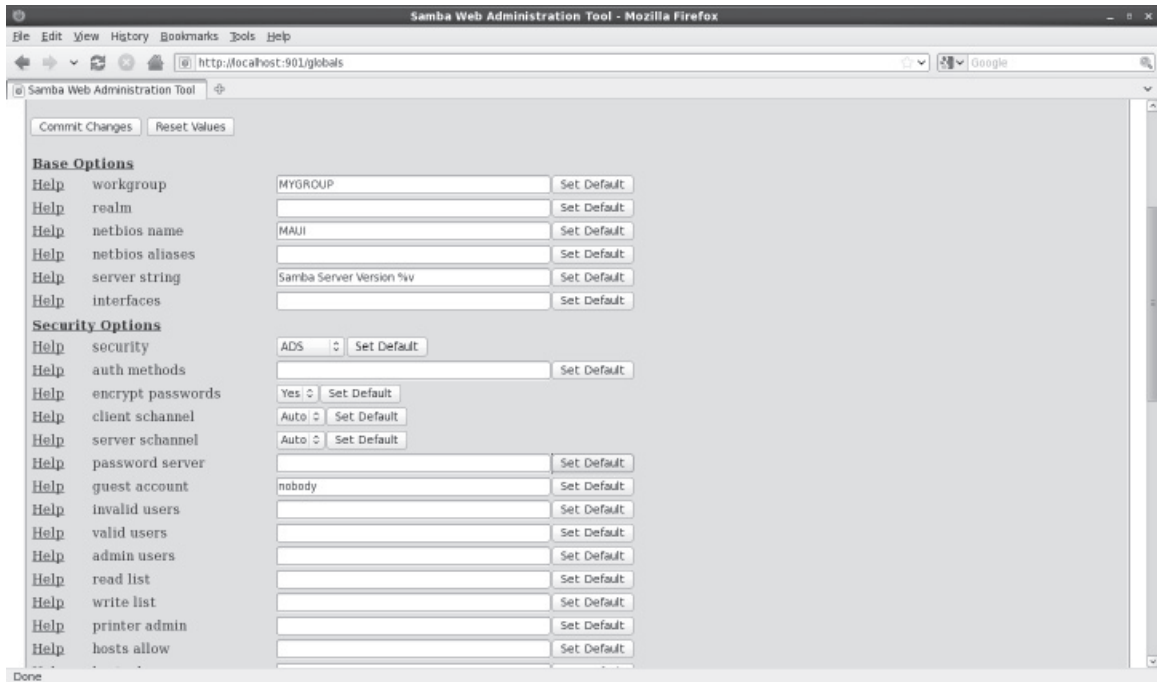 Samba Web Administration Tool - Mozilla Firefox
File Edit View History Bookmarks Tools Help
http://localhost:901/globals
Google
Samba Web Administration Tool
Commit Changes Reset Values
Base Options
Help workgroup MYGROUP Set Default
Help realm Set Default
Help netbios name MAUI Set Default
Help netbios aliases Set Default
Help server string Samba Server Version %v Set Default
Help interfaces Set Default
Security Options
Help security ADS Set Default
Help auth methods Set Default
Help encrypt passwords Yes Set Default
Help client schannel Auto Set Default
Help server schannel Auto Set Default
Help password server Set Default
Help guest account nobody Set Default
Help invalid users Set Default
Help valid users Set Default
Help admin users Set Default
Help read list Set Default
Help write list Set Default
Help printer admin Set Default
Help hosts allow Set Default
Done